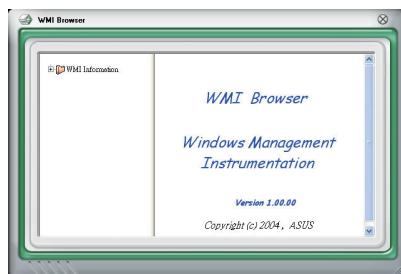 WMI Browser
WMI Information
WMI Browser
Windows Management
Instrumentation
Version 1.00.00
Copyright (c) 2004, ASUS